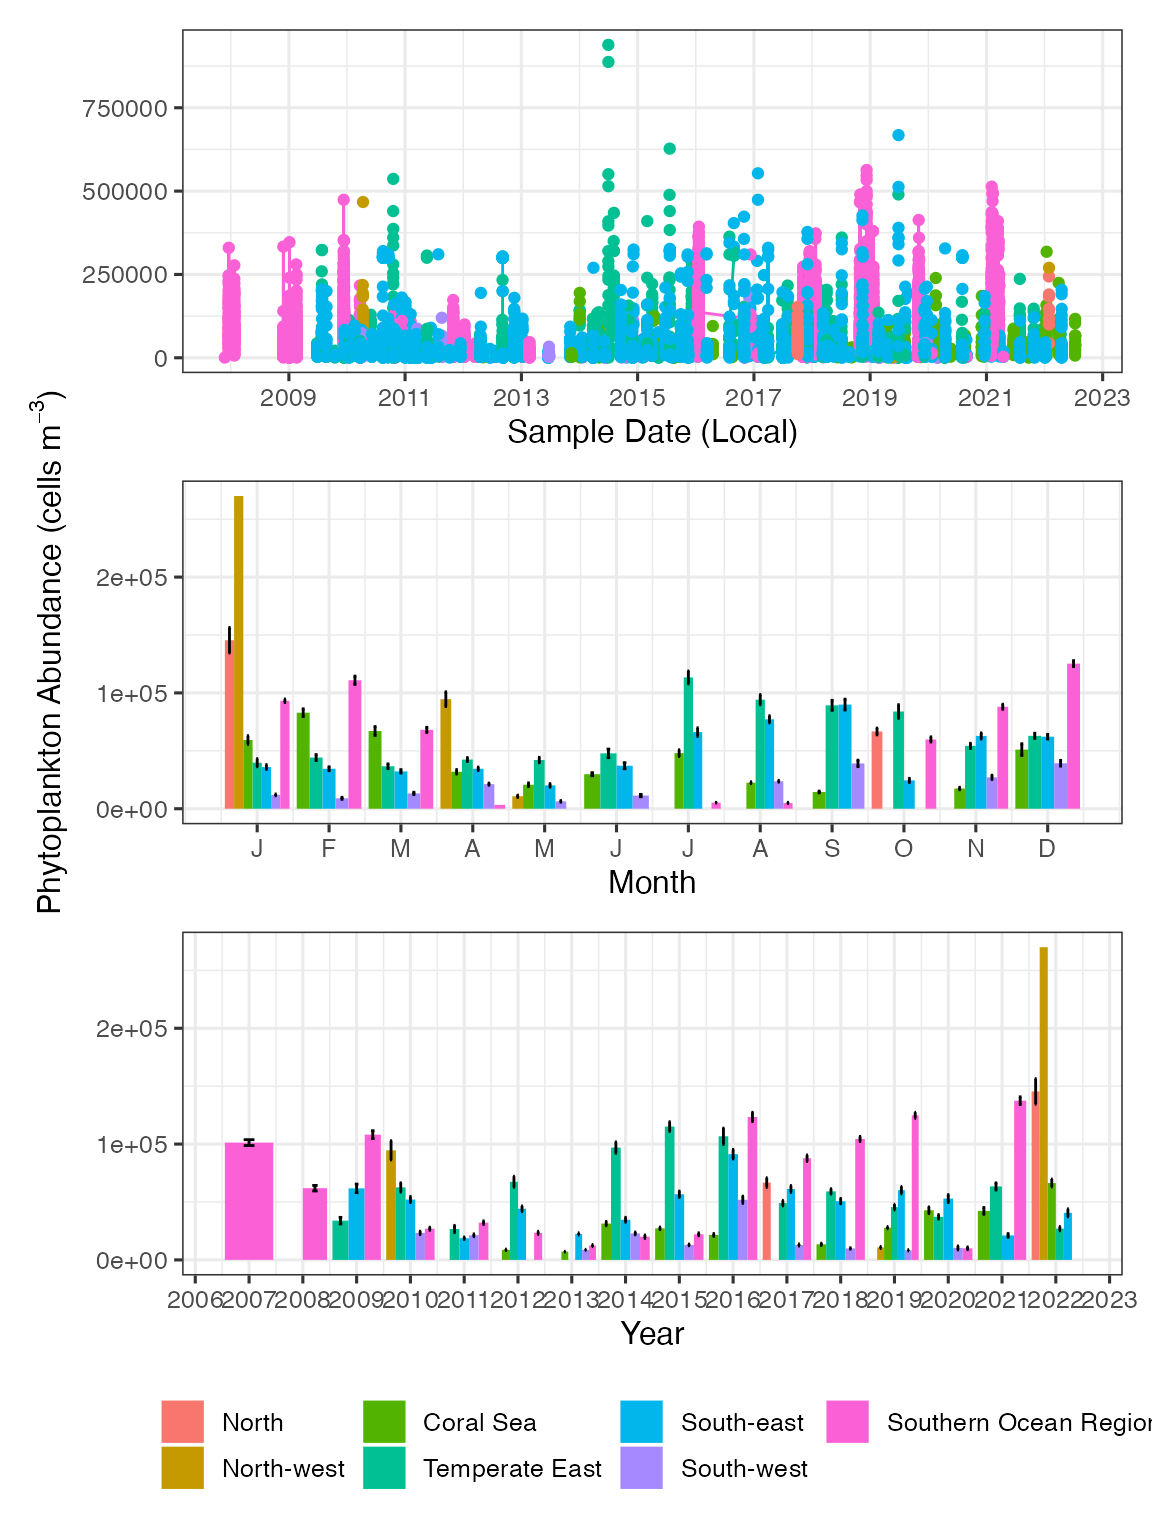 Phytoplankton Abundance (cells m⁻³)
750000
500000
250000
0
2009 2011 2013 2015 2017 2019 2021 2023
Sample Date (Local)
2e+05
1e+05
0e+00
J F M A M J J A S O N D
Month
2e+05
1e+05
0e+00
2006 2007 2008 2009 2010 2011 2012 2013 2014 2015 2016 2017 2018 2019 2020 2021 2022 2023
Year
North Coral Sea South-east Southern Ocean Region
North-west Temperate East South-west